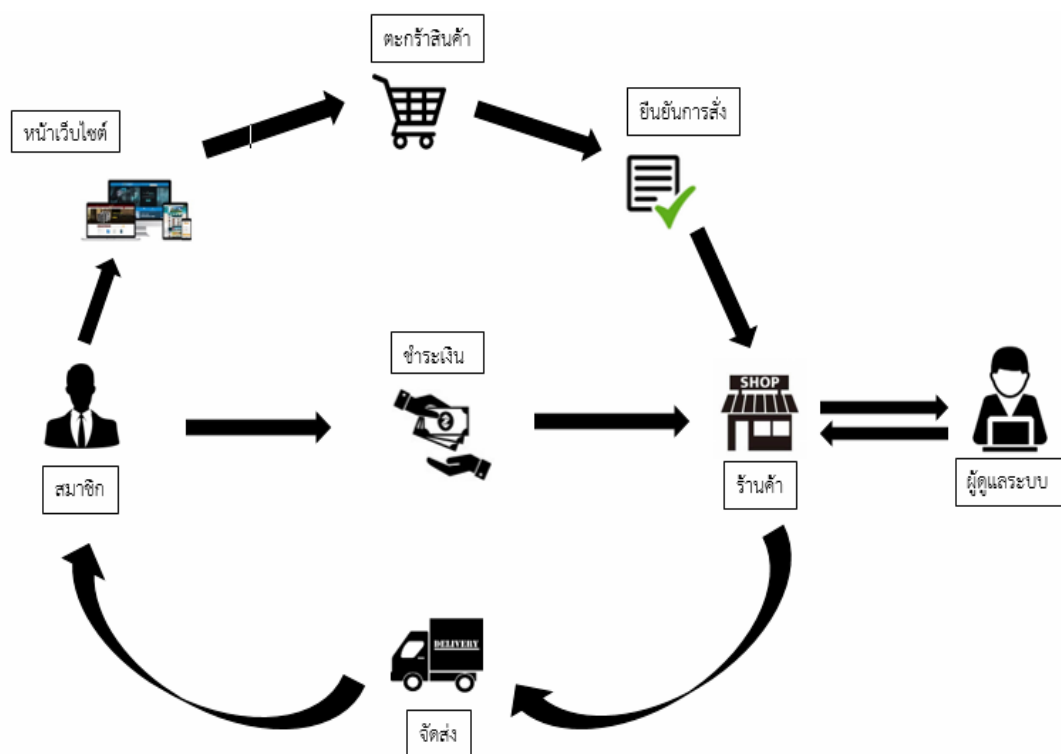 ตะกร้าสินค้า
ยืนยันการสั่ง
หน้าเว็บไซต์
ชำระเงิน
SHOP
สมาชิก
ร้านค้า
ผู้ดูแลระบบ
DELIVERY
จัดส่ง